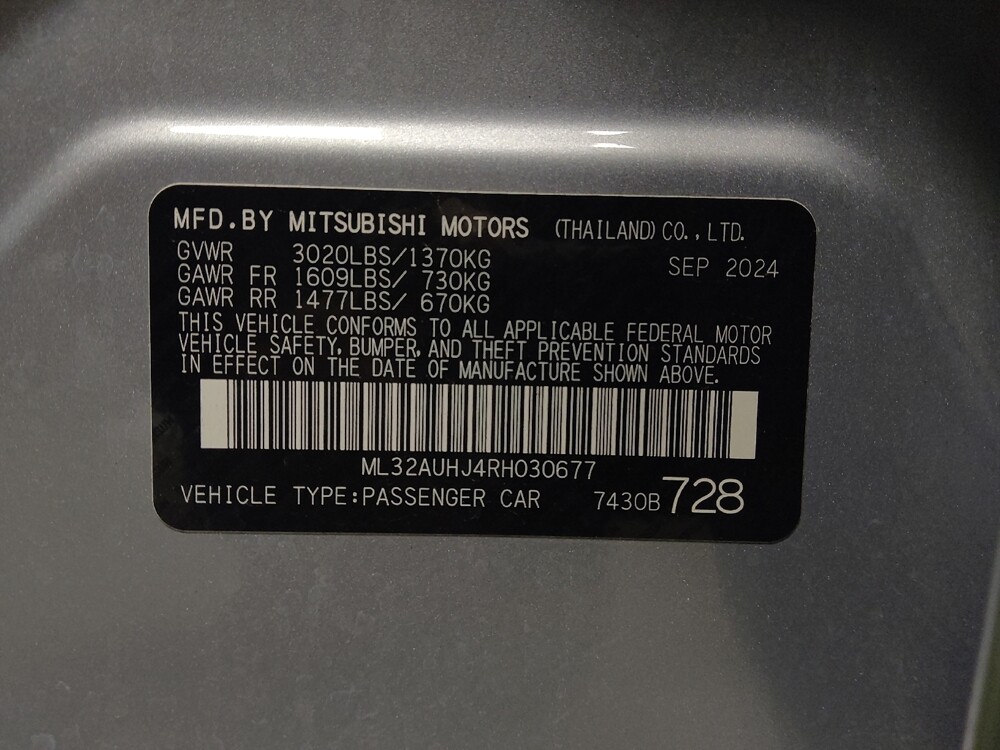 MFD.BY MITSUBISHI MOTORS (THAILAND) CO., LTD.
GVWR 3020LBS/1370KG SEP 2024
GAWR FR 1609LBS/ 730KG
GAWR RR 1477LBS/ 670KG
THIS VEHICLE CONFORMS TO ALL APPLICABLE FEDERAL MOTOR
VEHICLE SAFETY, BUMPER, AND THEFT PREVENTION STANDARDS
IN EFFECT ON THE DATE OF MANUFACTURE SHOWN ABOVE.
ML32AUHJ4RH030677
VEHICLE TYPE:PASSENGER CAR 7430B 728